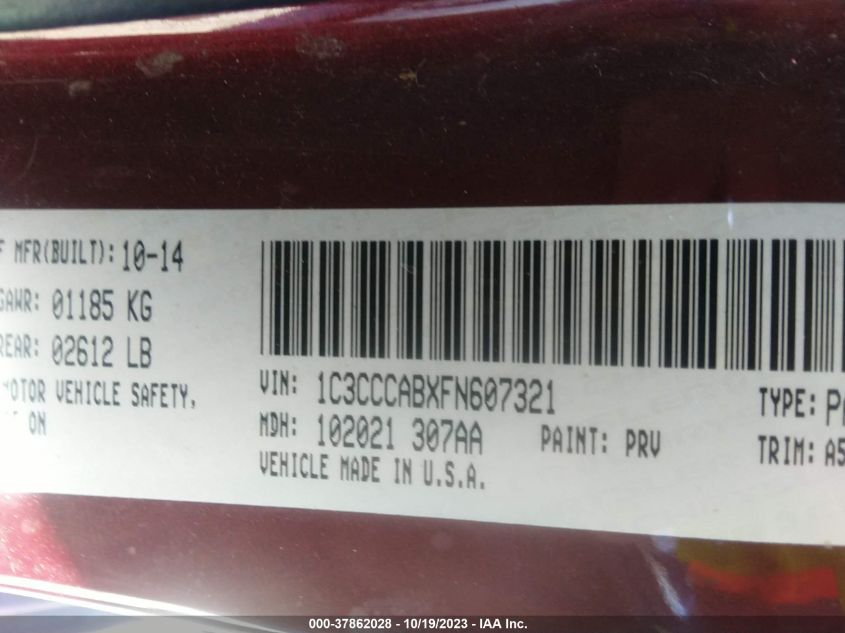 MFR(BUILT): 10-14
GAWR: 01185 KG
REAR: 02612 LB
MOTOR VEHICLE SAFETY,
ON
VIN: 1C3CCCABXFN607321
MDH: 102021 307AA
PAINT: PRV
VEHICLE MADE IN U.S.A.
TYPE:
TRIM: A5
000-37862028 - 10/19/2023 - IAA Inc.